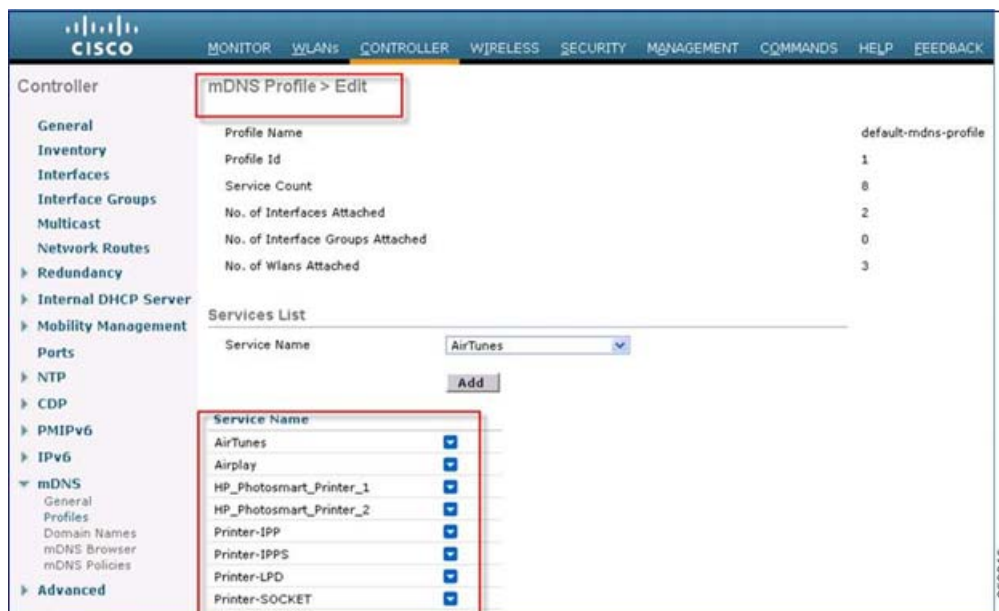 CISCO
MONITOR WLANs CONTROLLER WIRELESS SECURITY MANAGEMENT COMMANDS HELP FEEDBACK
Controller
General
Inventory
Interfaces
Interface Groups
Multicast
Network Routes
Redundancy
Internal DHCP Server
Mobility Management
Ports
NTP
CDP
PMIPv6
IPv6
mDNS
General
Profiles
Domain Names
mDNS Browser
mDNS Policies
Advanced
mDNS Profile > Edit
Profile Name default-mdns-profile
Profile Id 1
Service Count 8
No. of Interfaces Attached 2
No. of Interface Groups Attached 0
No. of Wlans Attached 3
Services List
Service Name AirTunes
Add
Service Name
AirTunes
Airplay
HP_Photosmart_Printer_1
HP_Photosmart_Printer_2
Printer-IPP
Printer-IPPS
Printer-LPD
Printer-SOCKET